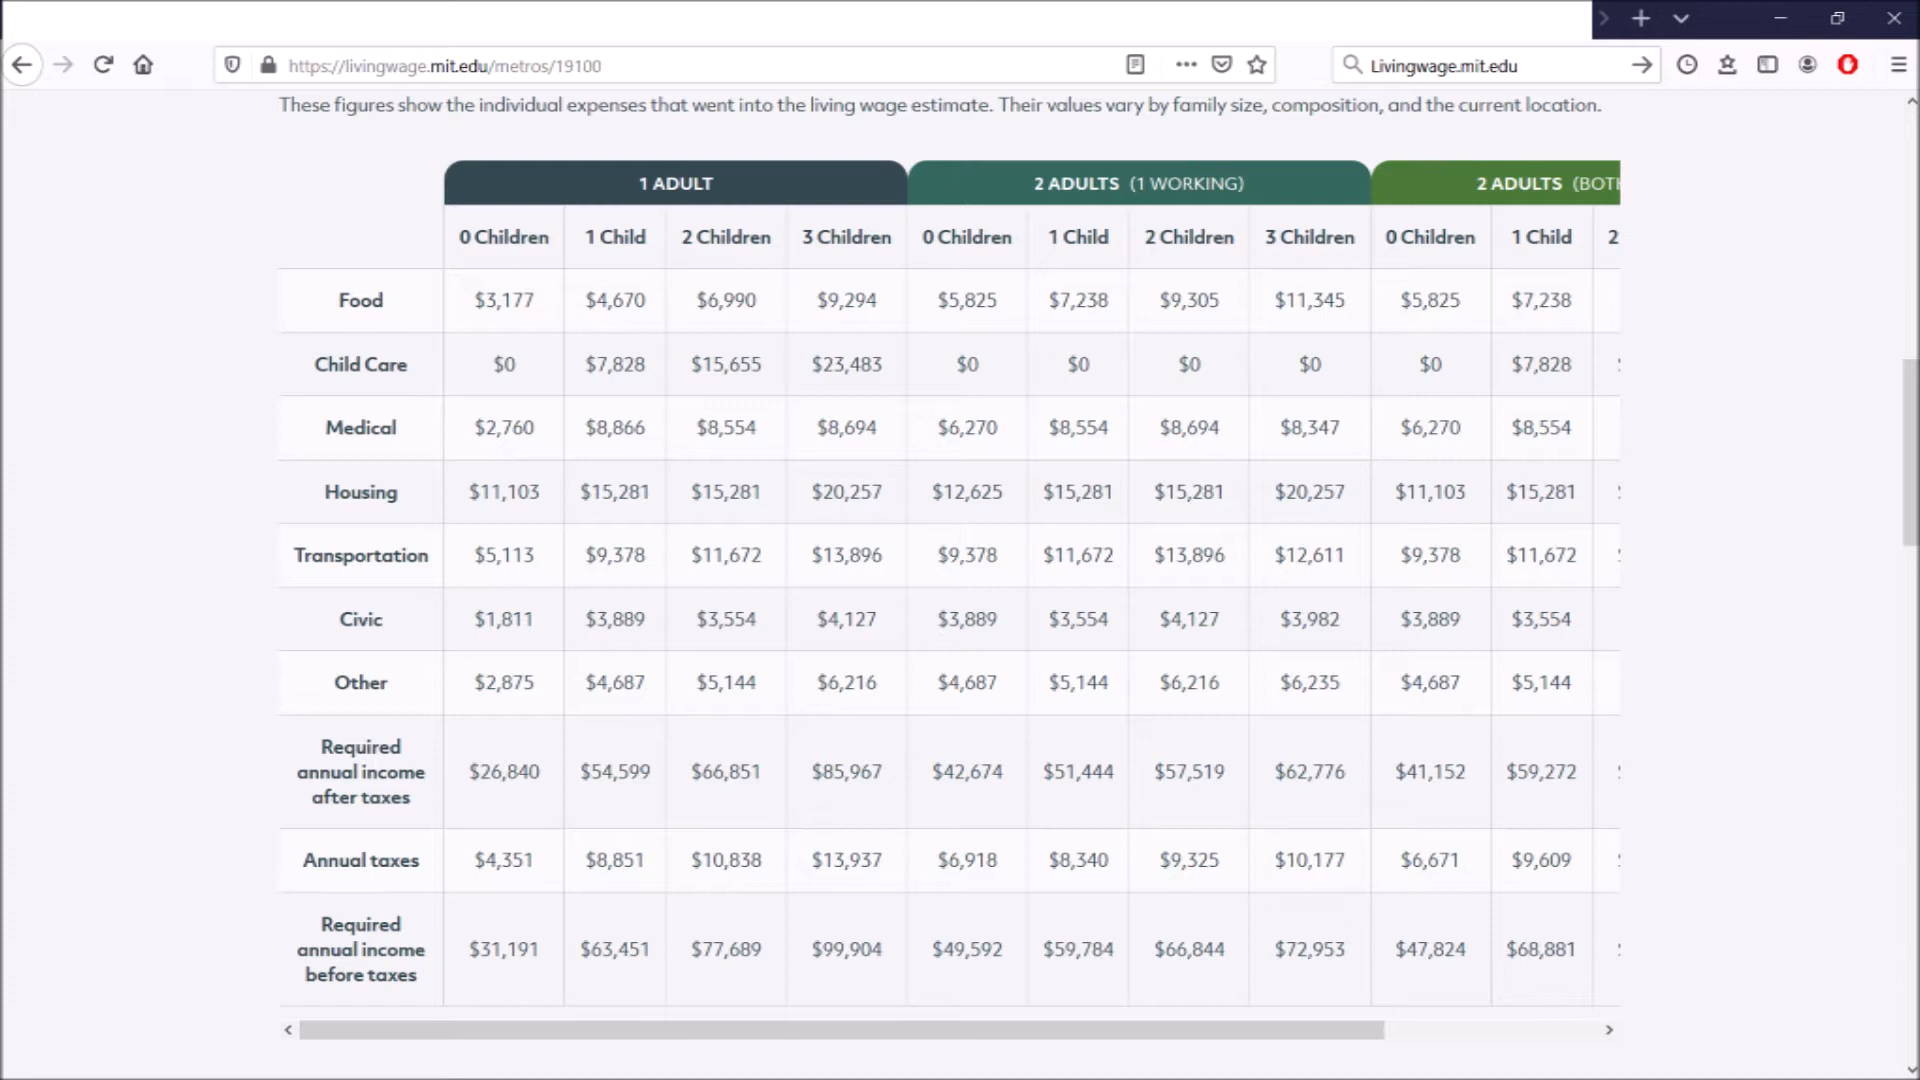 https://livingwage.mit.edu/metros/19100
Livingwage.mit.edu
These figures show the individual expenses that went into the living wage estimate. Their values vary by family size, composition, and the current location.
1 ADULT 2 ADULTS (1 WORKING) 2 ADULTS (BOTH
0 Children 1 Child 2 Children 3 Children 0 Children 1 Child 2 Children 3 Children 0 Children 1 Child 2
Food $3,177 $4,670 $6,990 $9,294 $5,825 $7,238 $9,305 $11,345 $5,825 $7,238
Child Care $0 $7,828 $15,655 $23,483 $0 $0 $0 $0 $0 $7,828
Medical $2,760 $8,866 $8,554 $8,694 $6,270 $8,554 $8,694 $8,347 $6,270 $8,554
Housing $11,103 $15,281 $15,281 $20,257 $12,625 $15,281 $15,281 $20,257 $11,103 $15,281
Transportation $5,113 $9,378 $11,672 $13,896 $9,378 $11,672 $13,896 $12,611 $9,378 $11,672
Civic $1,811 $3,889 $3,554 $4,127 $3,889 $3,554 $4,127 $3,982 $3,889 $3,554
Other $2,875 $4,687 $5,144 $6,216 $4,687 $5,144 $6,216 $6,235 $4,687 $5,144
Required
annual income
after taxes
$26,840 $54,599 $66,851 $85,967 $42,674 $51,444 $57,519 $62,776 $41,152 $59,272
Annual taxes $4,351 $8,851 $10,838 $13,937 $6,918 $8,340 $9,325 $10,177 $6,671 $9,609
Required
annual income
before taxes
$31,191 $63,451 $77,689 $99,904 $49,592 $59,784 $66,844 $72,953 $47,824 $68,881